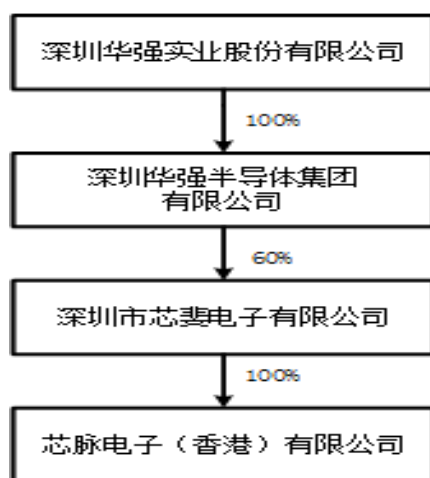 深圳华强实业股份有限公司
100%
深圳华强半导体集团
有限公司
60%
深圳市芯斐电子有限公司
100%
芯脉电子（香港）有限公司